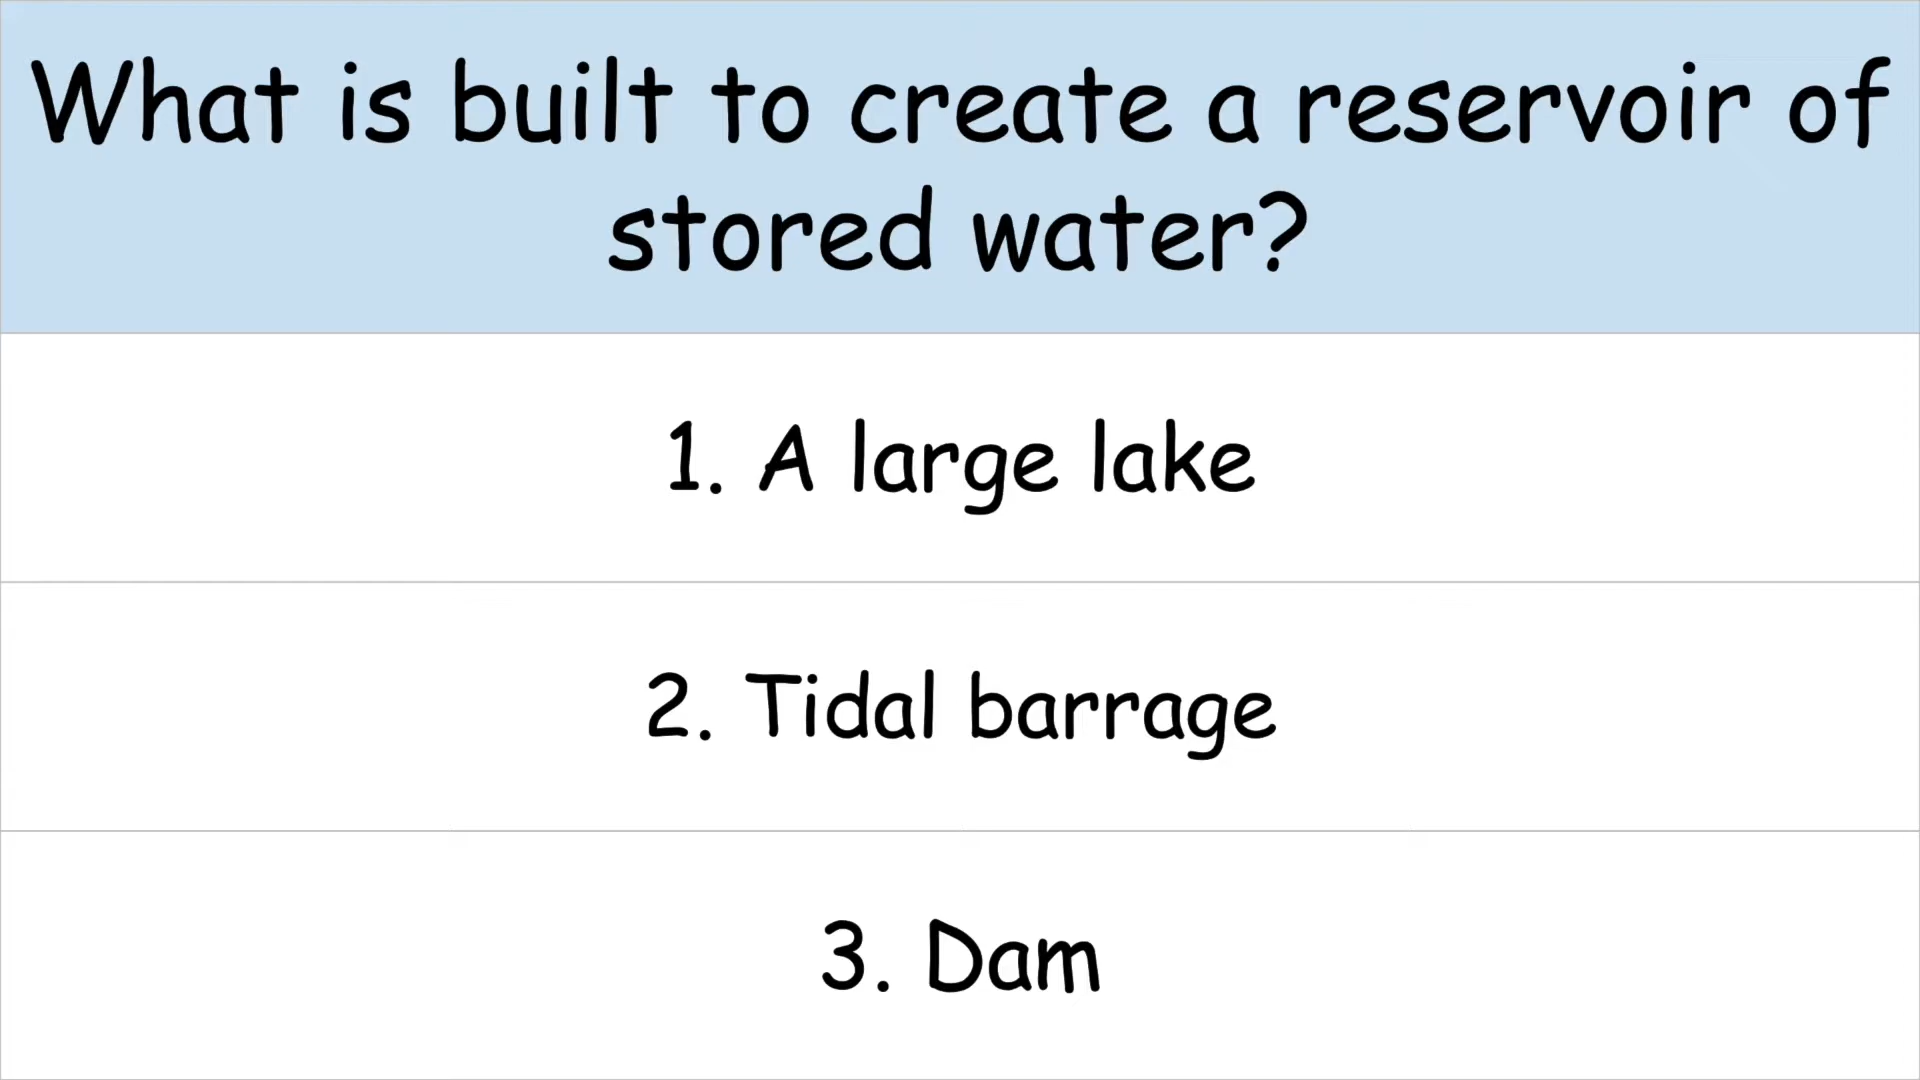 What is built to create a reservoir of
stored water?
1. A large lake
2. Tidal barrage
3. Dam